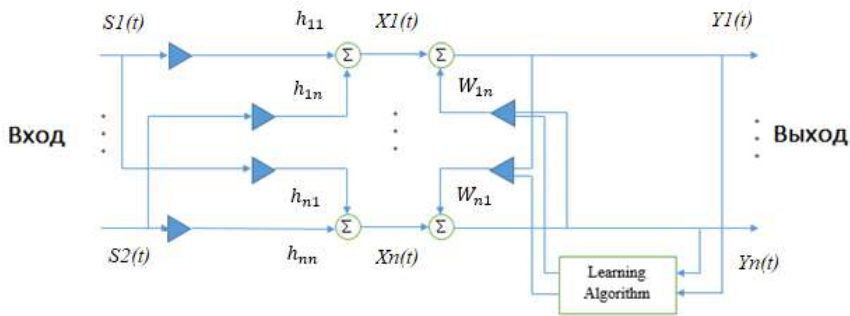 S1(t) h₁₁ X1(t) Y1(t)
Σ Σ
h₁ₙ W₁ₙ
Вход Выход
hₙ₁ Wₙ₁
Σ Σ
S2(t) hₙₙ Xn(t) Yn(t)
Learning
Algorithm